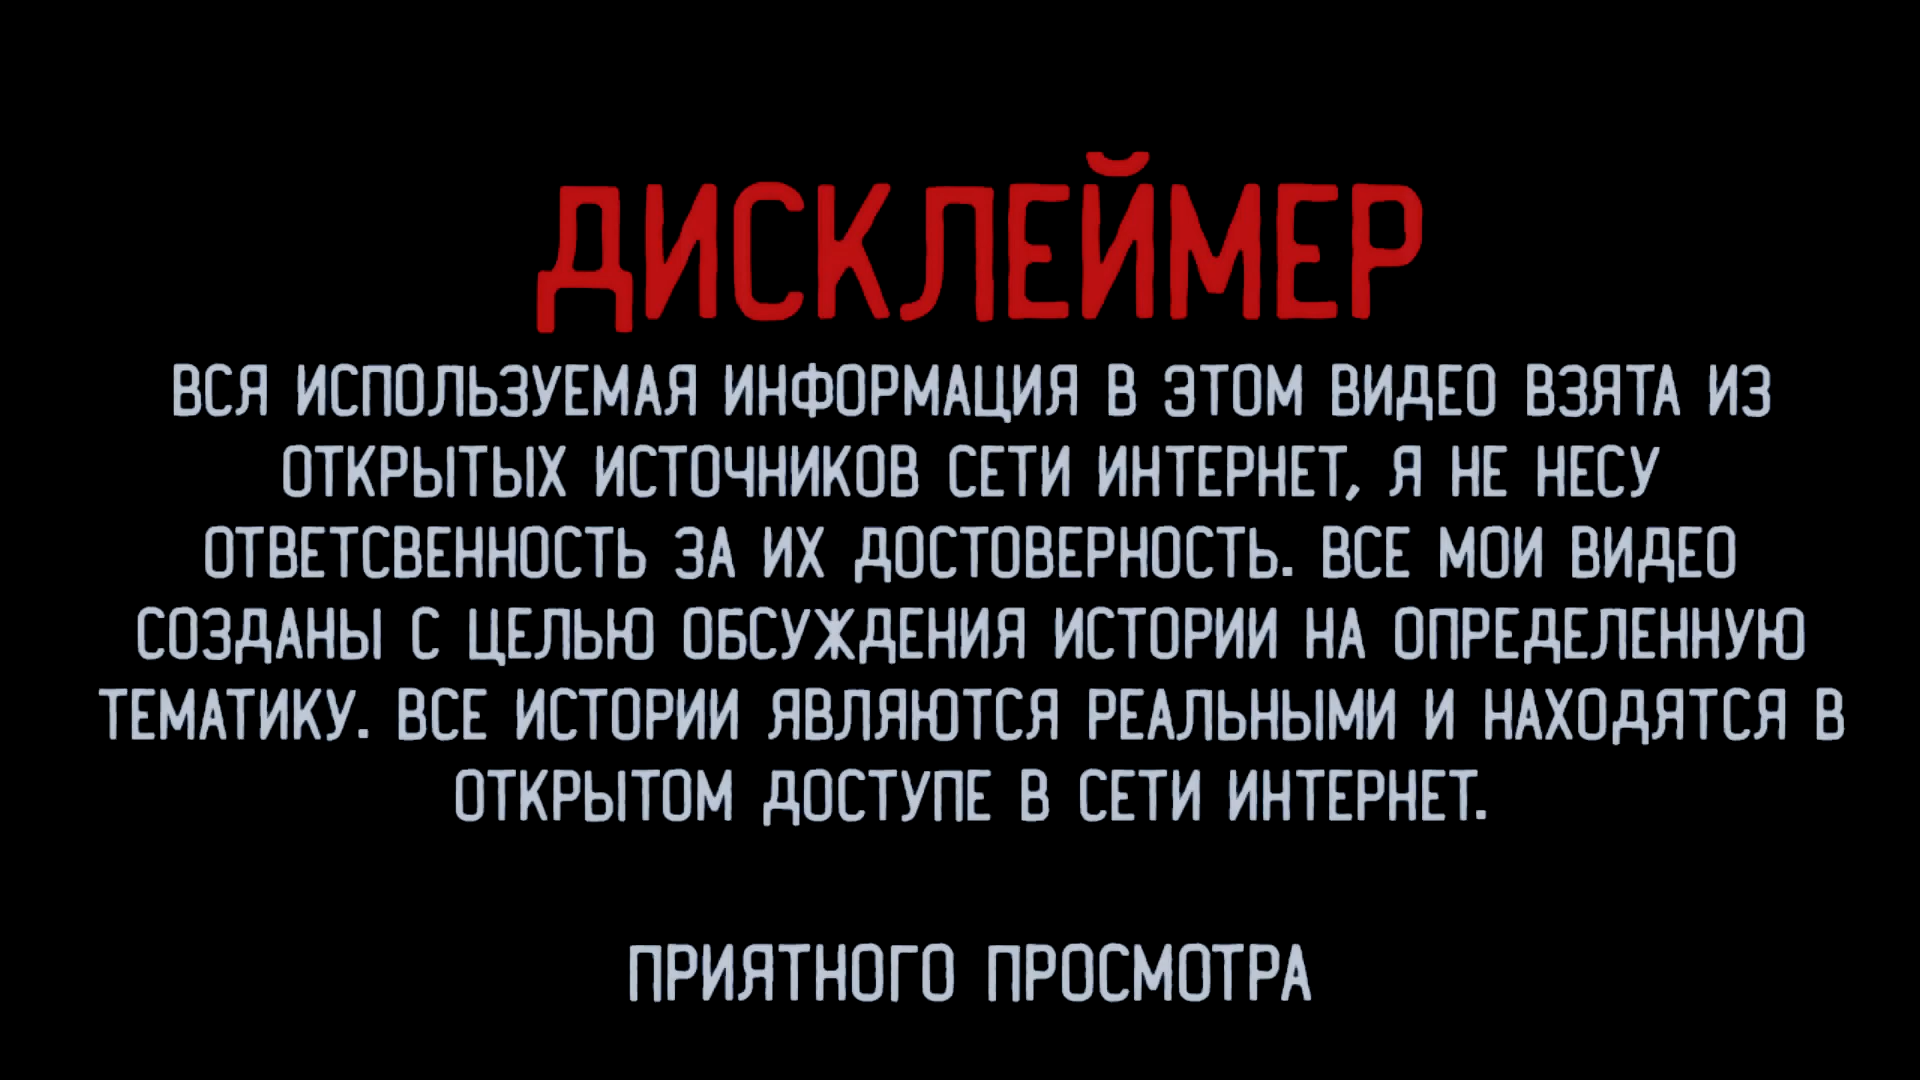 ДИСКЛЕЙМЕР
ВСЯ ИСПОЛЬЗУЕМАЯ ИНФОРМАЦИЯ В ЭТОМ ВИДЕО ВЗЯТА ИЗ
ОТКРЫТЫХ ИСТОЧНИКОВ СЕТИ ИНТЕРНЕТ, Я НЕ НЕСУ
ОТВЕТСВЕННОСТЬ ЗА ИХ ДОСТОВЕРНОСТЬ. ВСЕ МОИ ВИДЕО
СОЗДАНЫ С ЦЕЛЬЮ ОБСУЖДЕНИЯ ИСТОРИИ НА ОПРЕДЕЛЕННУЮ
ТЕМАТИКУ. ВСЕ ИСТОРИИ ЯВЛЯЮТСЯ РЕАЛЬНЫМИ И НАХОДЯТСЯ В
ОТКРЫТОМ ДОСТУПЕ В СЕТИ ИНТЕРНЕТ.
ПРИЯТНОГО ПРОСМОТРА